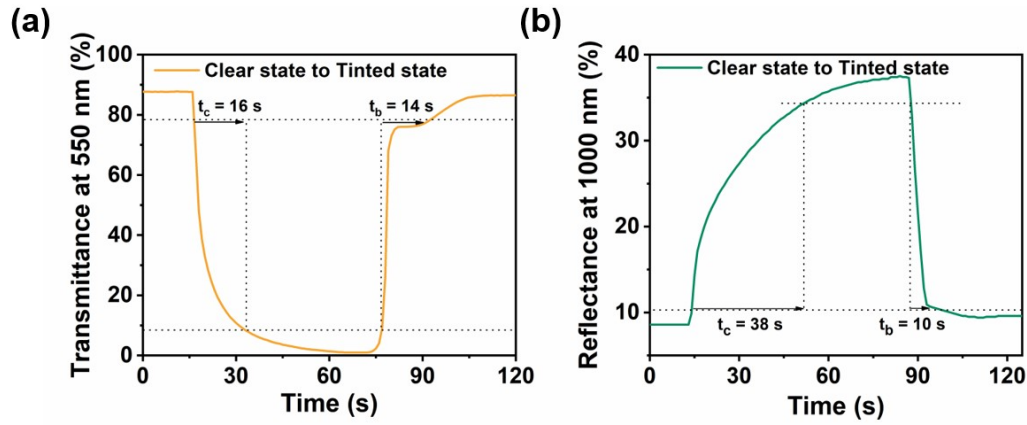 (a)
Transmittance at 550 nm (%)
100
80
60
40
20
0
Clear state to Tinted state
t_c = 16 s
t_b = 14 s
0 30 60 90 120
Time (s)
(b)
Reflectance at 1000 nm (%)
40
30
20
10
Clear state to Tinted state
t_c = 38 s
t_b = 10 s
0 30 60 90 120
Time (s)